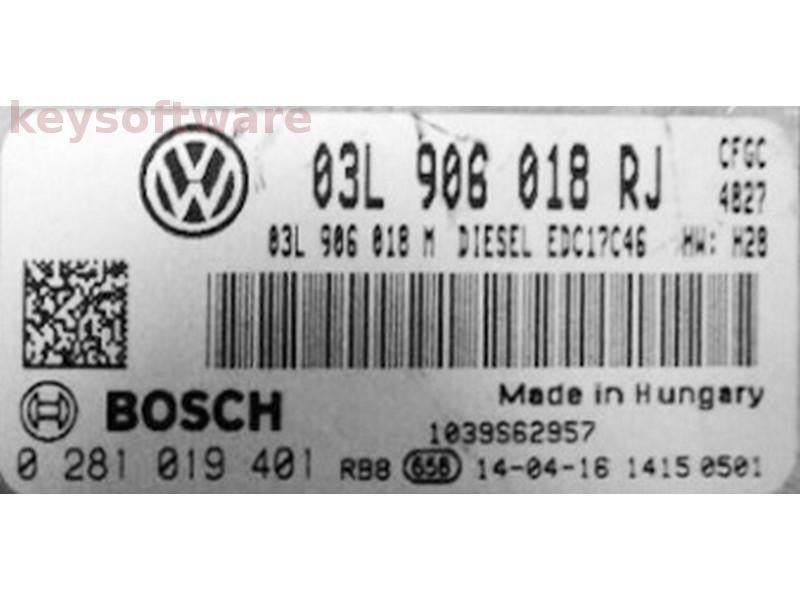 keysoftware
03L 906 018 RJ
CFGC
4827
03L 906 018 M DIESEL EDC17C46 HW: H28
BOSCH
Made in Hungary
1039S62957
0 281 019 401 RB8 658 14-04-16 1415 0501